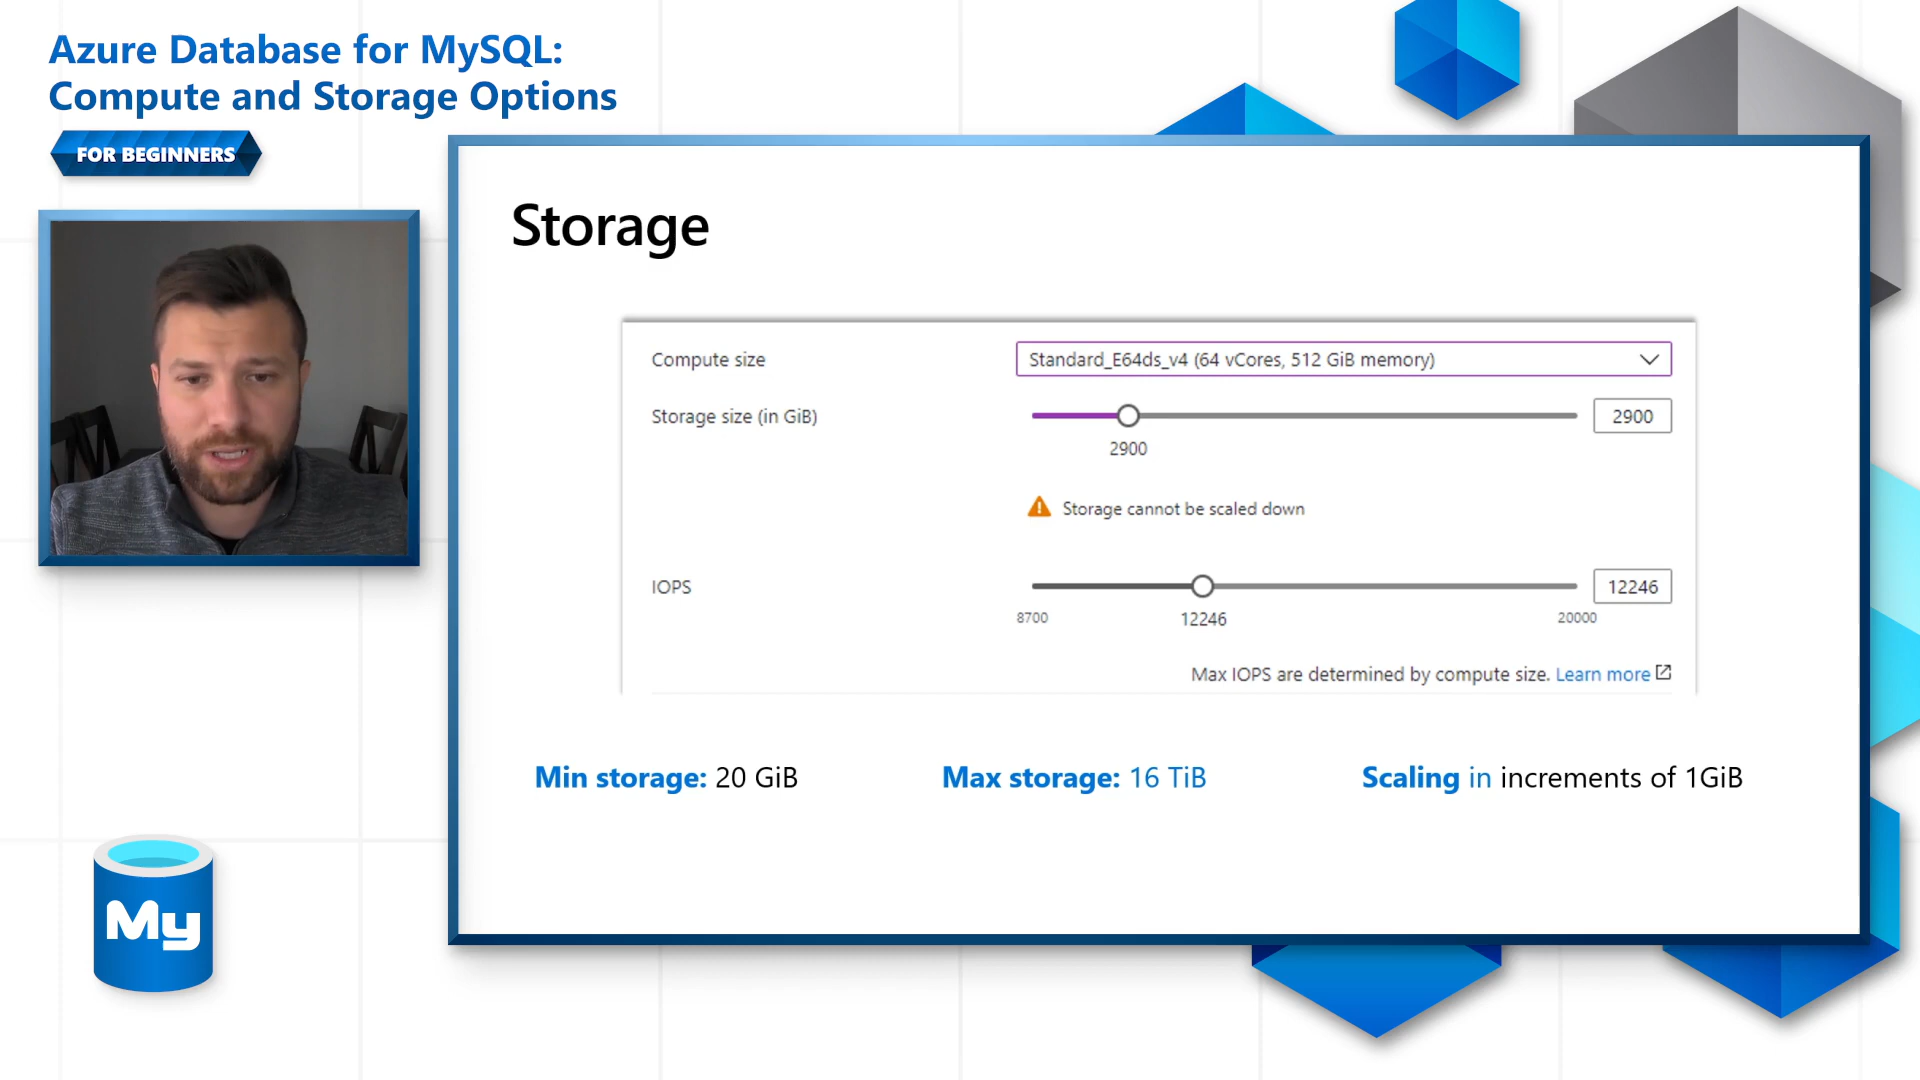 Azure Database for MySQL:
Compute and Storage Options
FOR BEGINNERS
Storage
Compute size
Standard_E64ds_v4 (64 vCores, 512 GiB memory)
Storage size (in GiB)
2900
2900
Storage cannot be scaled down
IOPS
12246
8700
12246
20000
Max IOPS are determined by compute size. Learn more
Min storage: 20 GiB
Max storage: 16 TiB
Scaling in increments of 1GiB
My